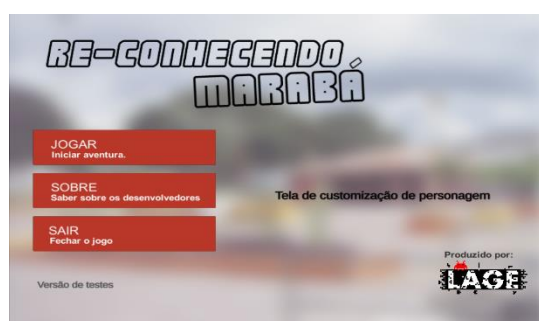 RE-CONHECENDO
MARABÁ
JOGAR
Iniciar aventura.
SOBRE
Saber sobre os desenvolvedores
Tela de customização de personagem
SAIR
Fechar o jogo
Produzido por:
LAGE
Versão de testes